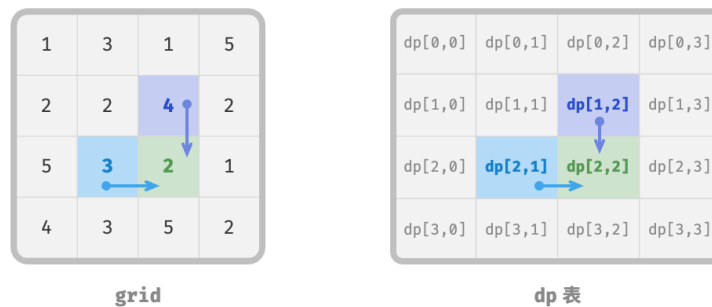 1 3 1 5
2 2 4 2
5 3 2 1
4 3 5 2
grid
dp[0,0] dp[0,1] dp[0,2] dp[0,3]
dp[1,0] dp[1,1] dp[1,2] dp[1,3]
dp[2,0] dp[2,1] dp[2,2] dp[2,3]
dp[3,0] dp[3,1] dp[3,2] dp[3,3]
dp 表